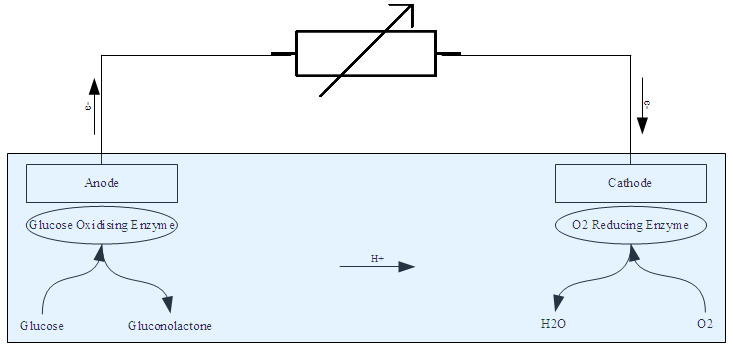 e-
e-
Anode
Cathode
Glucose Oxidising Enzyme
O2 Reducing Enzyme
H+
Glucose
Gluconolactone
H2O
O2